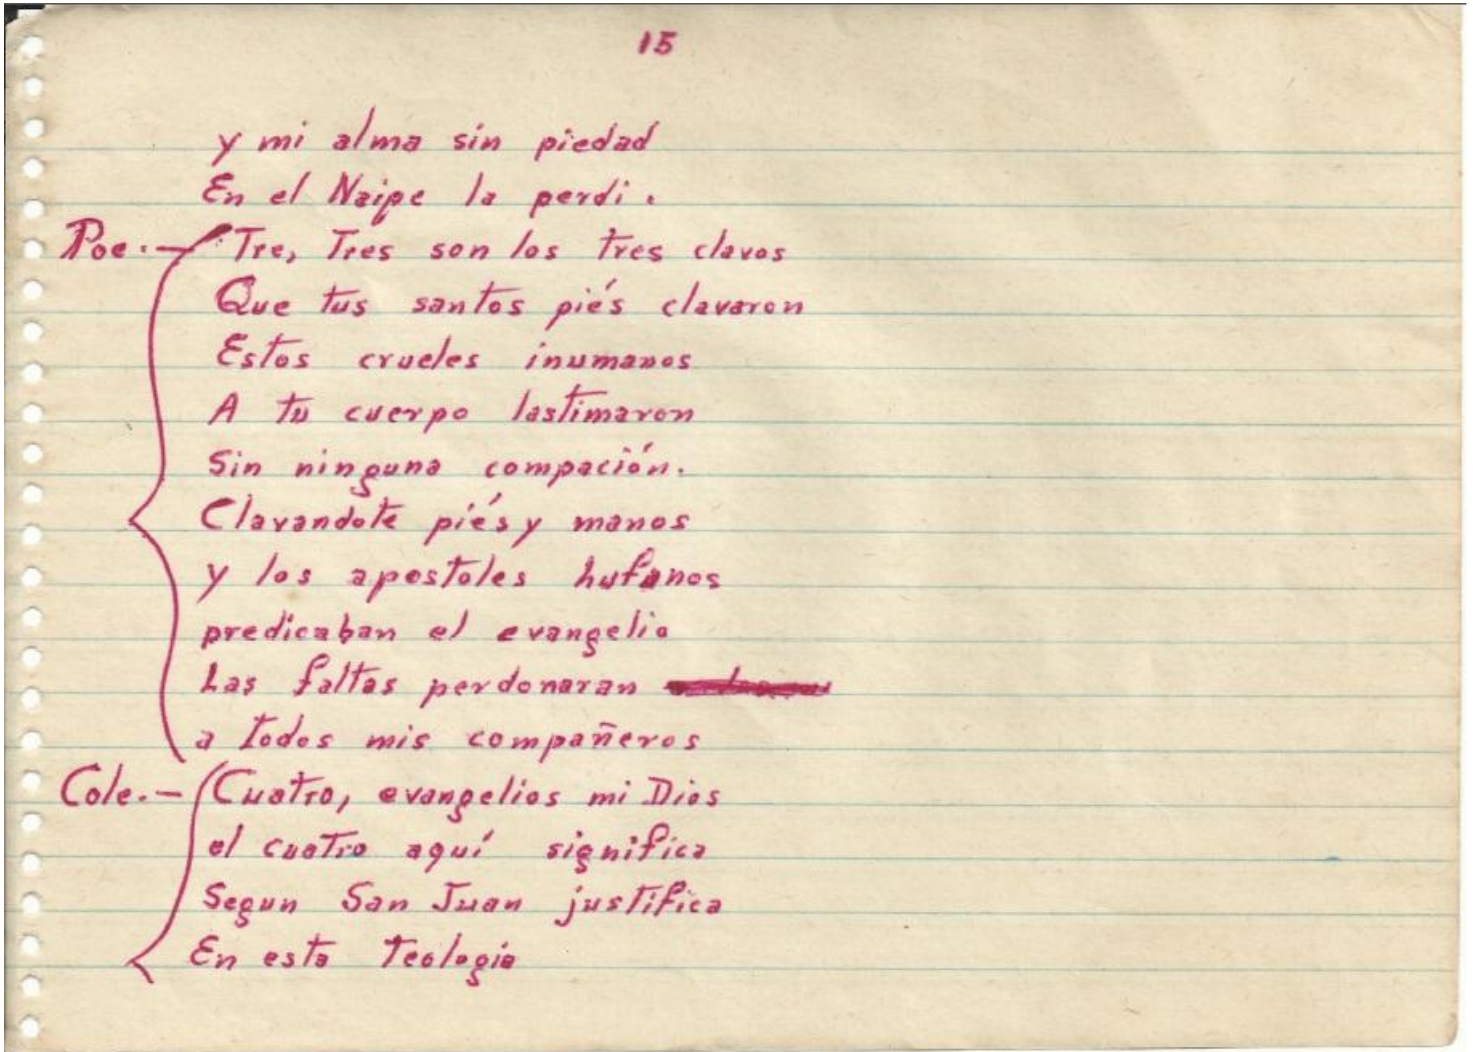 15
y mi alma sin piedad
En el Naipe la perdi.
Poe.- Tre, Tres son los tres clavos
Que tus santos piés clavaron
Estos crueles inumanos
A tu cuerpo lastimaron
Sin ninguna compación.
Clavandote piés y manos
y los apostoles hufanos
predicaban el evangelio
Las faltas perdonaran
a todos mis compañeros
Cole.- Cuatro, evangelios mi Dios
el cuatro aquí significa
Segun San Juan justifica
En esta Teologia